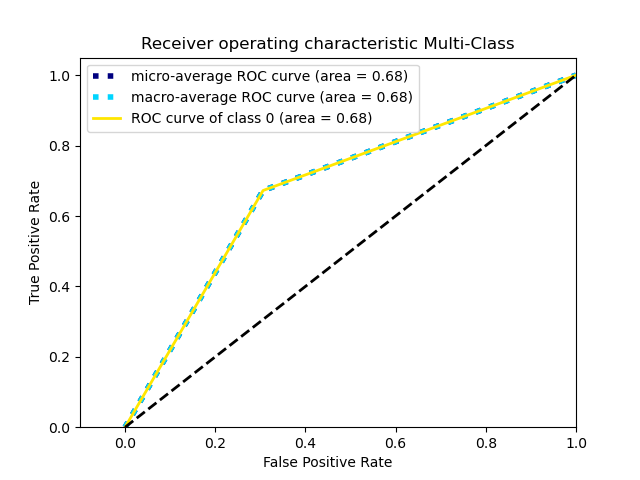 Receiver operating characteristic Multi-Class
micro-average ROC curve (area = 0.68)
macro-average ROC curve (area = 0.68)
ROC curve of class 0 (area = 0.68)
True Positive Rate
1.0
0.8
0.6
0.4
0.2
0.0
0.0 0.2 0.4 0.6 0.8 1.0
False Positive Rate